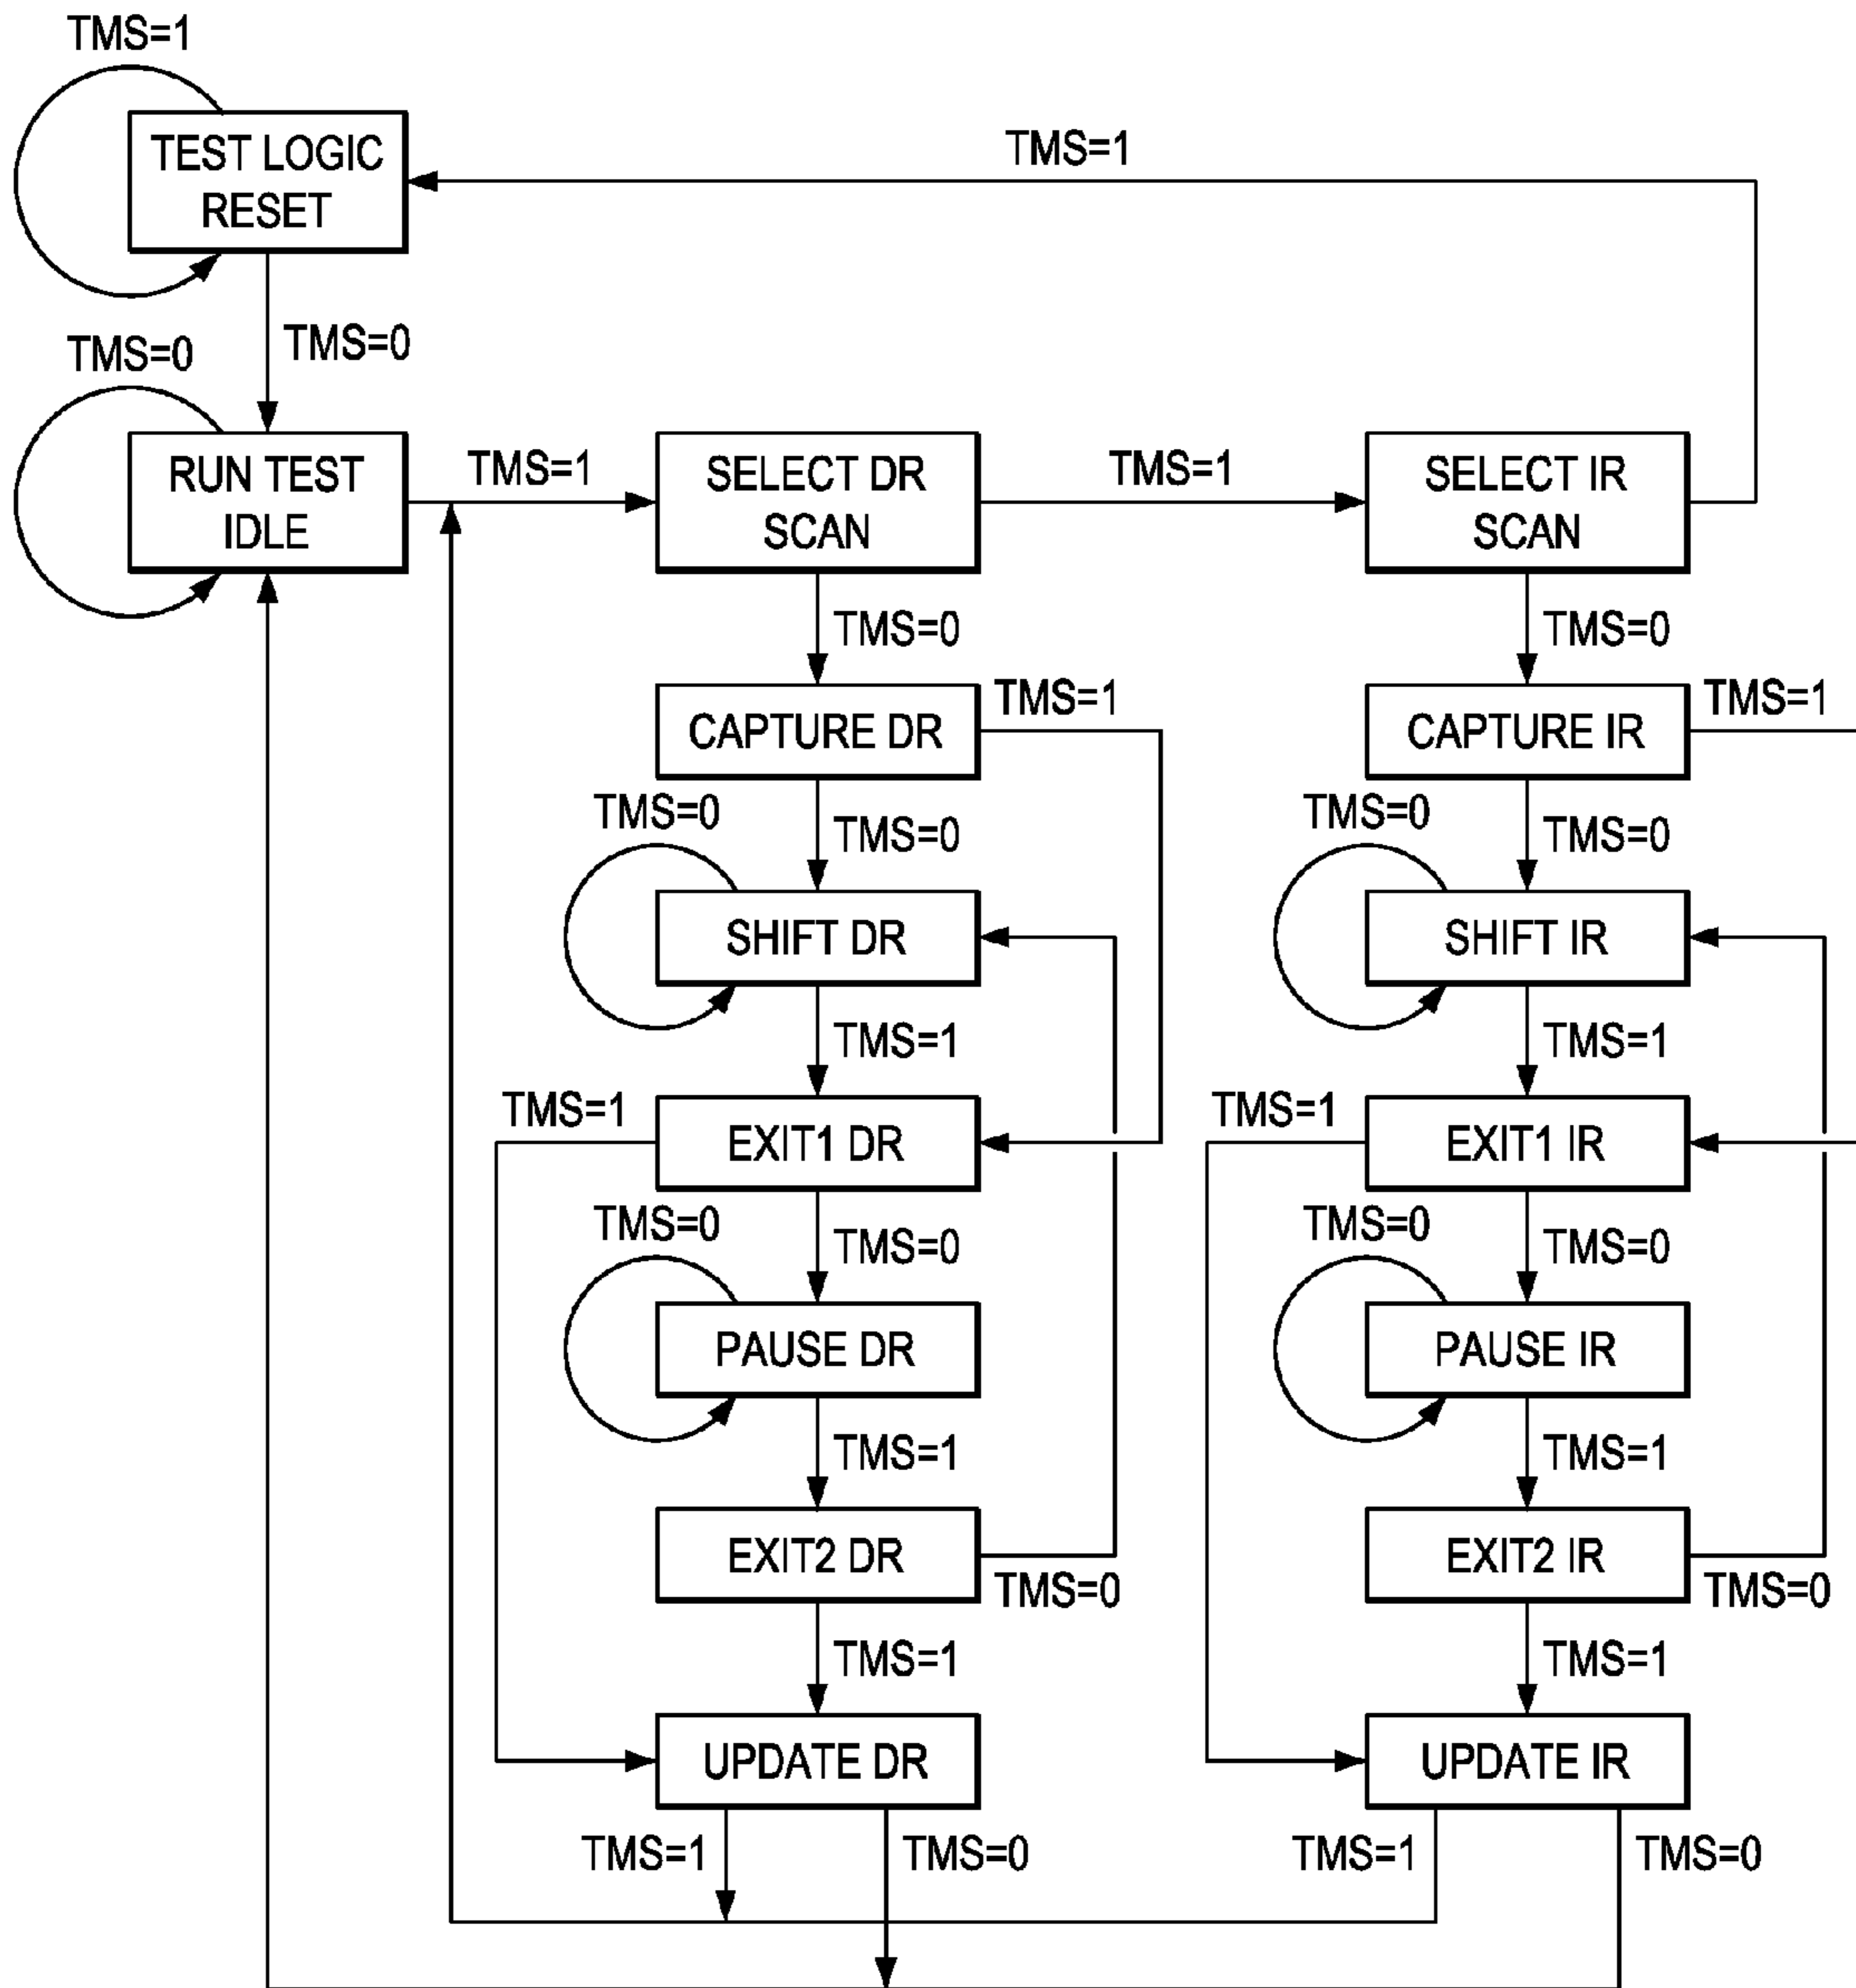 TMS=1
TEST LOGIC
RESET
TMS=1
TMS=0
TMS=0
RUN TEST
IDLE
TMS=1
SELECT DR
SCAN
TMS=1
SELECT IR
SCAN
TMS=0
TMS=0
CAPTURE DR
TMS=1
CAPTURE IR
TMS=1
TMS=0
TMS=0
TMS=0
TMS=0
SHIFT DR
SHIFT IR
TMS=1
TMS=1
TMS=1
EXIT1 DR
TMS=1
EXIT1 IR
TMS=0
TMS=0
TMS=0
TMS=0
PAUSE DR
PAUSE IR
TMS=1
TMS=1
EXIT2 DR
TMS=0
EXIT2 IR
TMS=0
TMS=1
TMS=1
UPDATE DR
UPDATE IR
TMS=1
TMS=0
TMS=1
TMS=0